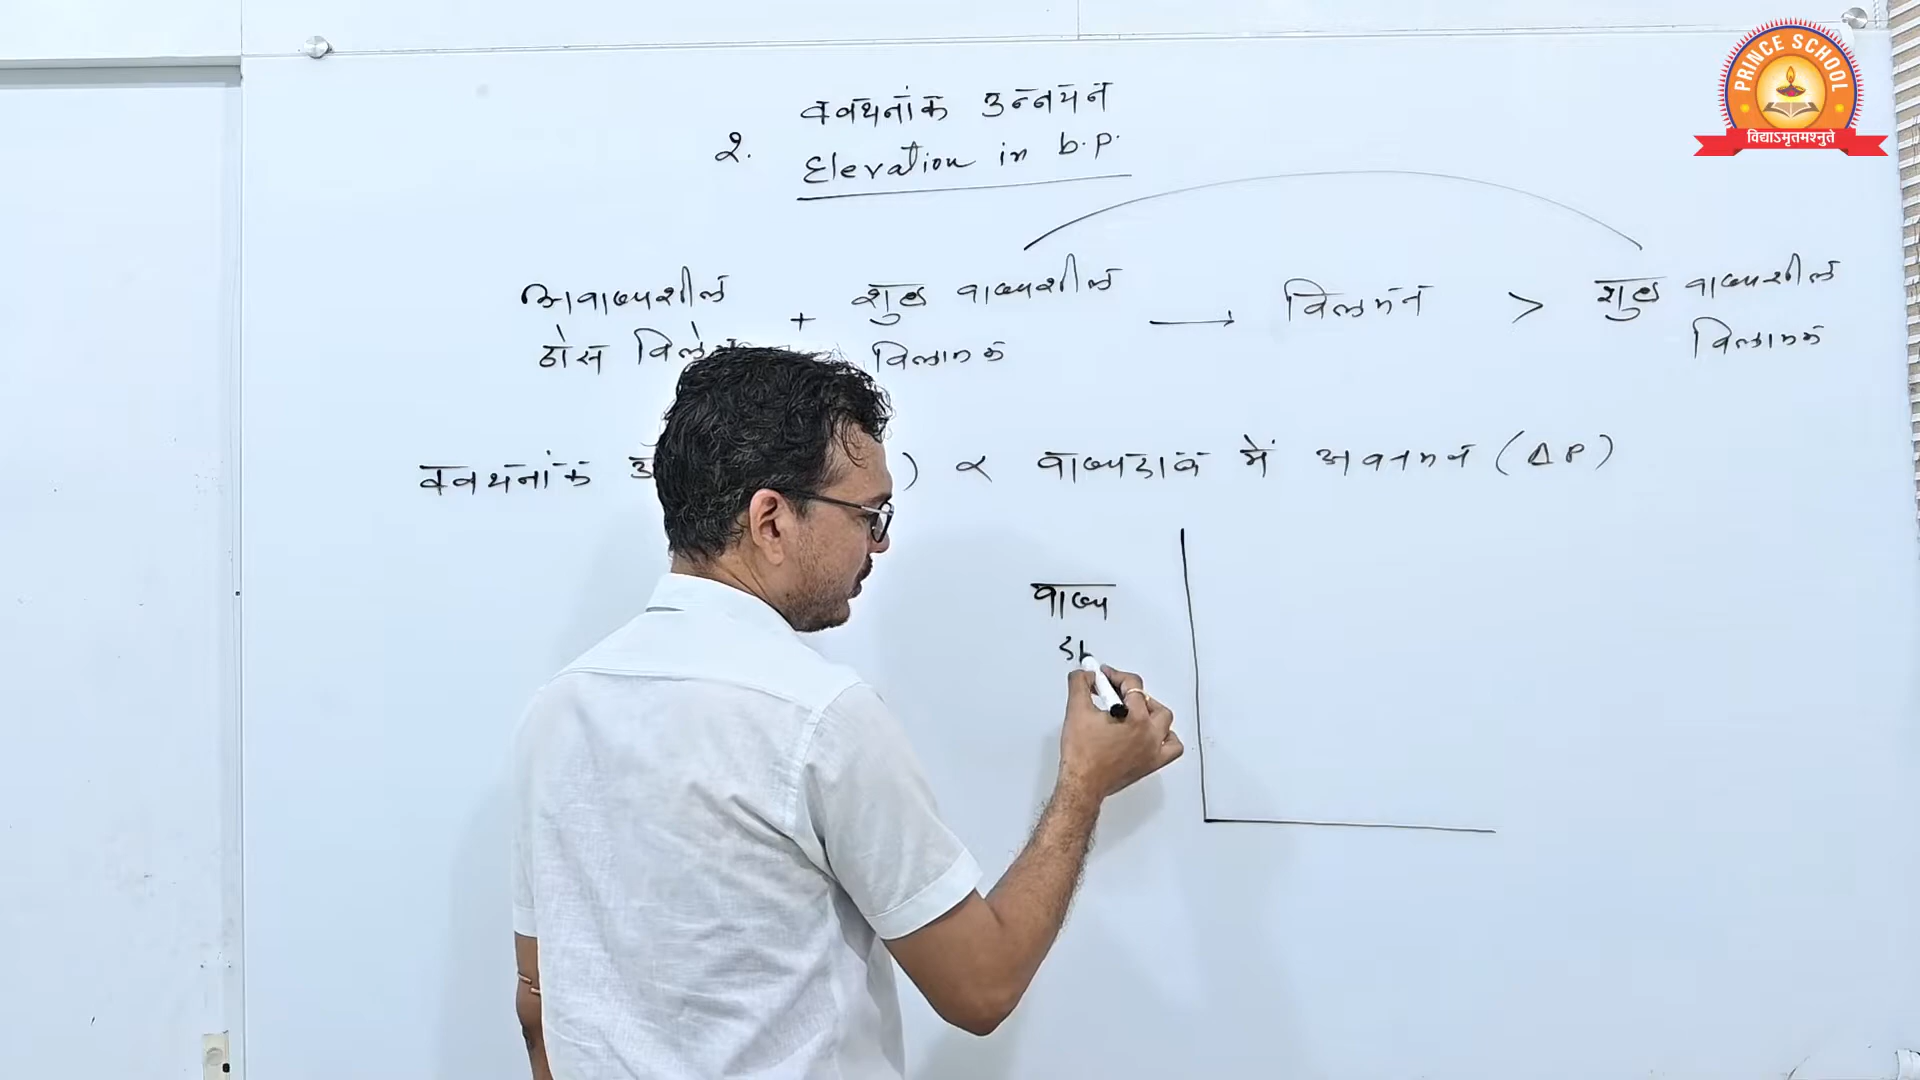 PRINCE SCHOOL
विद्याऽमृतमश्नुते
क्वथनांक उन्नयन
2. Elevation in b.p.
अवाष्पशील + शुद्ध वाष्पशील → विलयन > शुद्ध वाष्पशील
ठोस विलायक विलायक
क्वथनांक ) ∝ वाष्पदाब में अवनमन (ΔP)
वाष्प